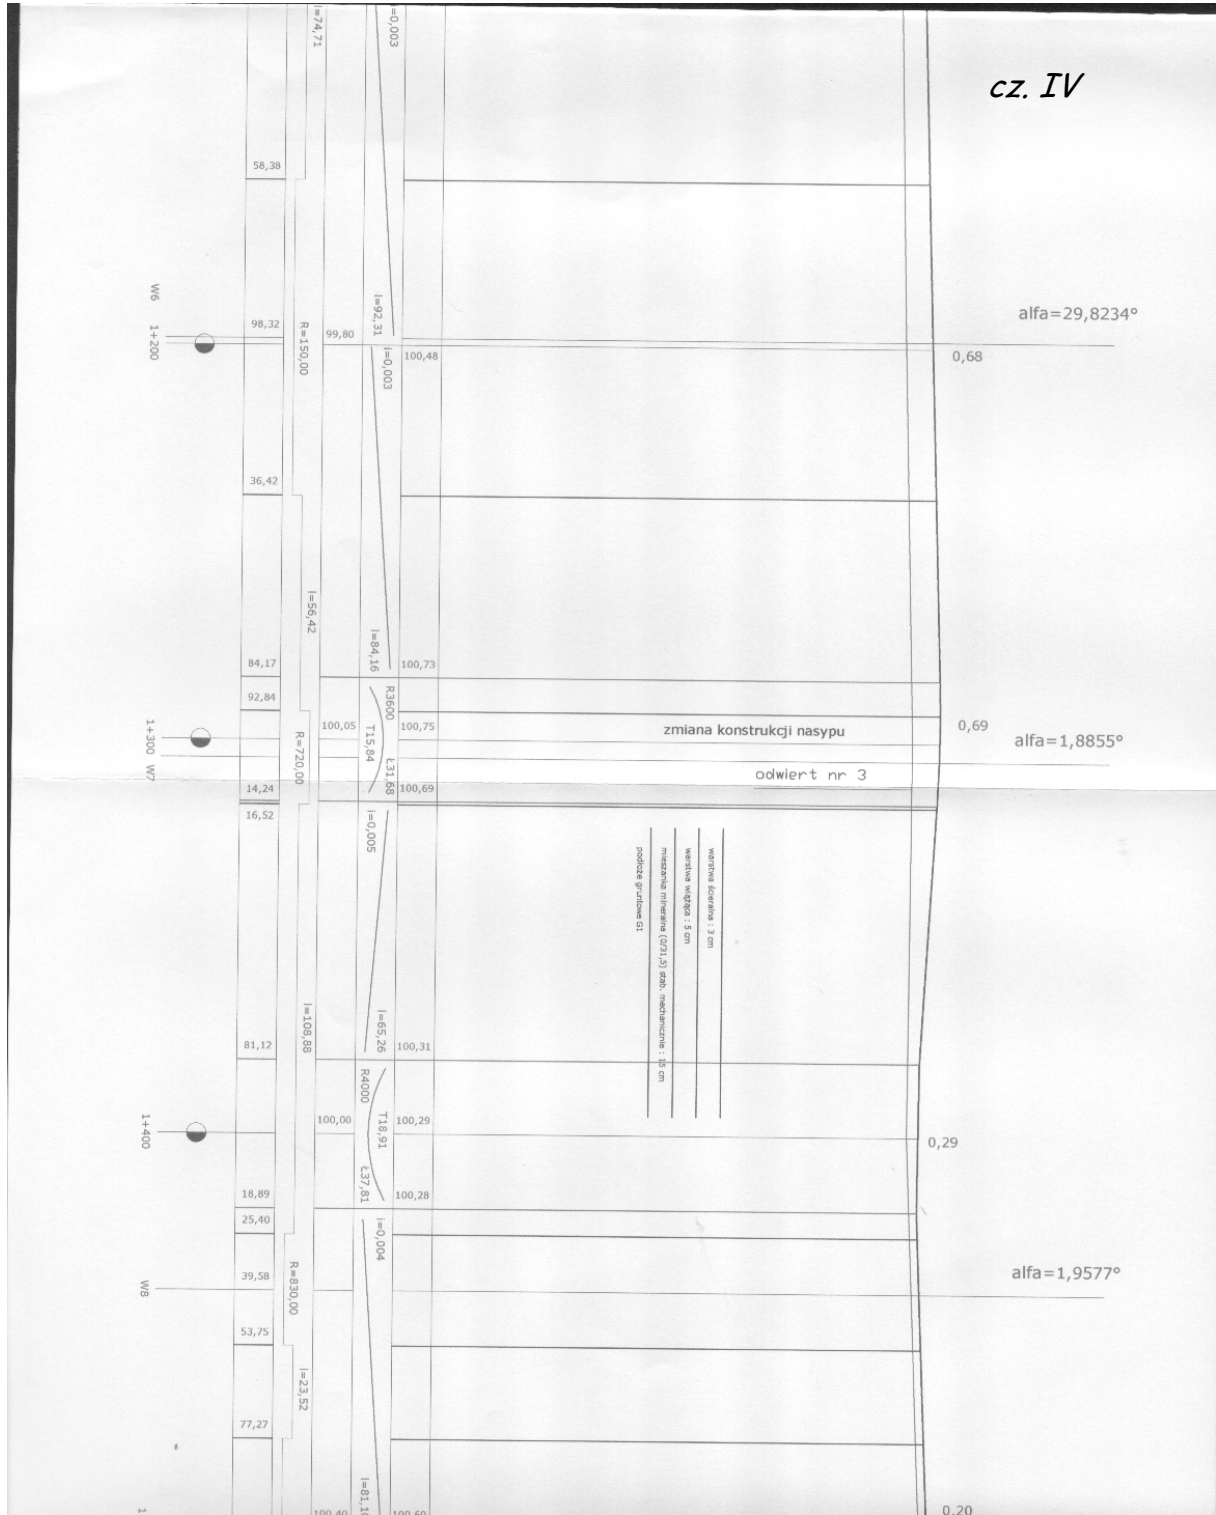 l=74,71
i=0,003
cz. IV
58,38
W6
1+200
98,32
R=150,00
99,80
l=92,31
i=0,003
100,48
0,68
alfa=29,8234°
36,42
l=56,42
l=84,16
84,17
100,73
92,84
R3600
1+300
W7
R=720,00
100,05
T15,84
Ł31,68
100,75
zmiana konstrukcji nasypu
0,69
alfa=1,8855°
odwiert nr 3
14,24
100,69
16,52
i=0,005
warstwa ścieralna : 3 cm
warstwa wiążąca : 5 cm
mieszanka mineralna (0/31,5) stab. mechanicznie : 15 cm
podłoże gruntowe G1
l=108,88
l=65,26
81,12
100,31
R4000
1+400
100,00
T18,91
100,29
0,29
Ł37,81
18,89
100,28
25,40
i=0,004
W8
39,58
R=830,00
alfa=1,9577°
53,75
l=23,52
77,27
l=81,10
1
100,40
100,60
0,20